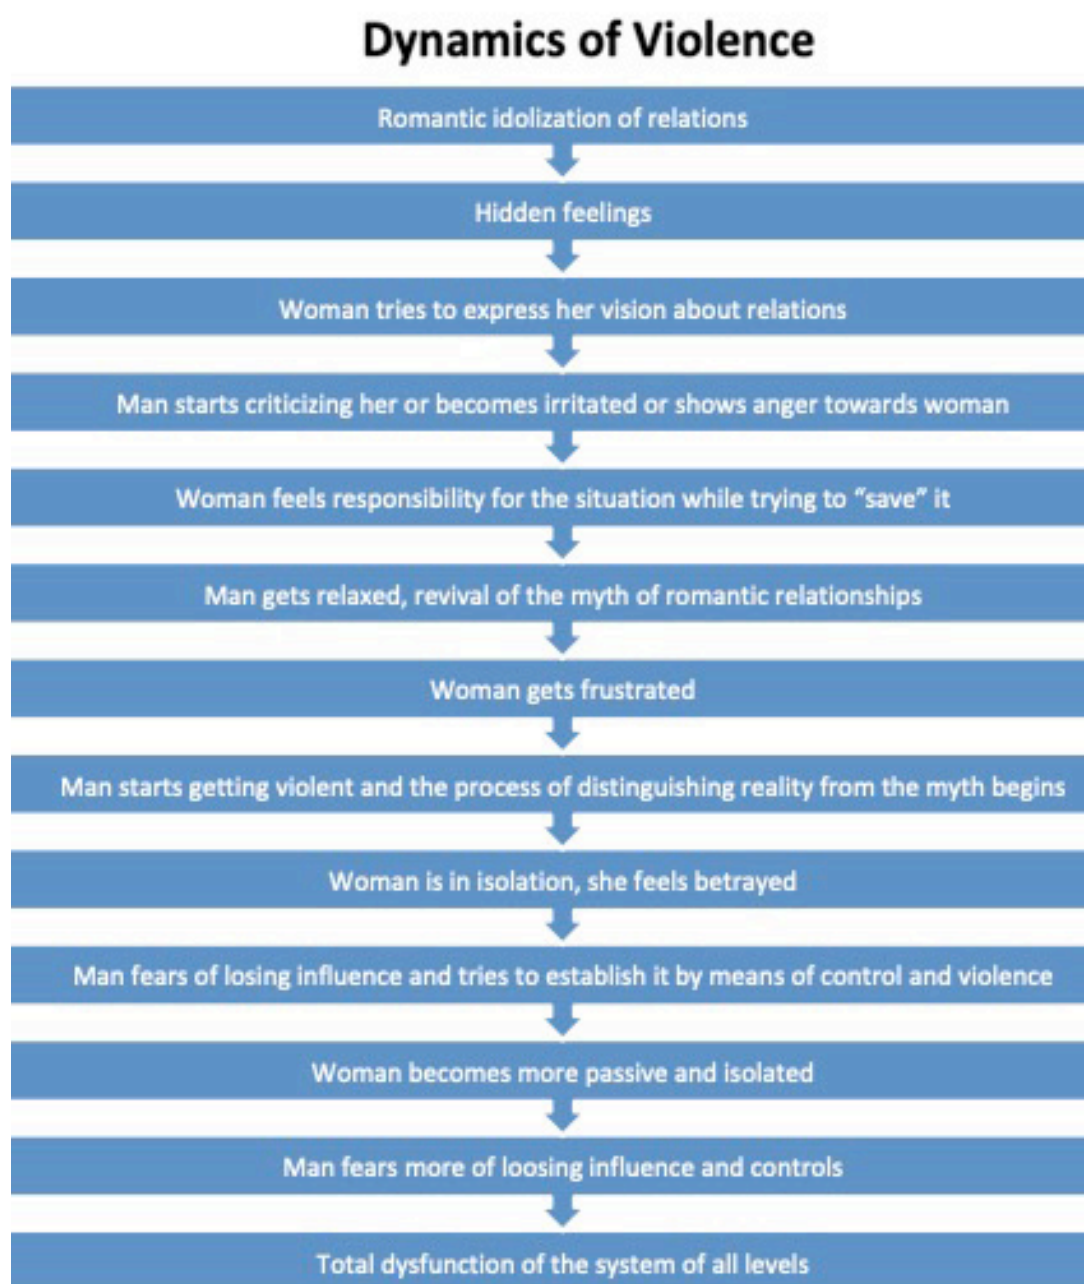 Dynamics of Violence
Romantic idolization of relations
Hidden feelings
Woman tries to express her vision about relations
Man starts criticizing her or becomes irritated or shows anger towards woman
Woman feels responsibility for the situation while trying to “save” it
Man gets relaxed, revival of the myth of romantic relationships
Woman gets frustrated
Man starts getting violent and the process of distinguishing reality from the myth begins
Woman is in isolation, she feels betrayed
Man fears of losing influence and tries to establish it by means of control and violence
Woman becomes more passive and isolated
Man fears more of loosing influence and controls
Total dysfunction of the system of all levels